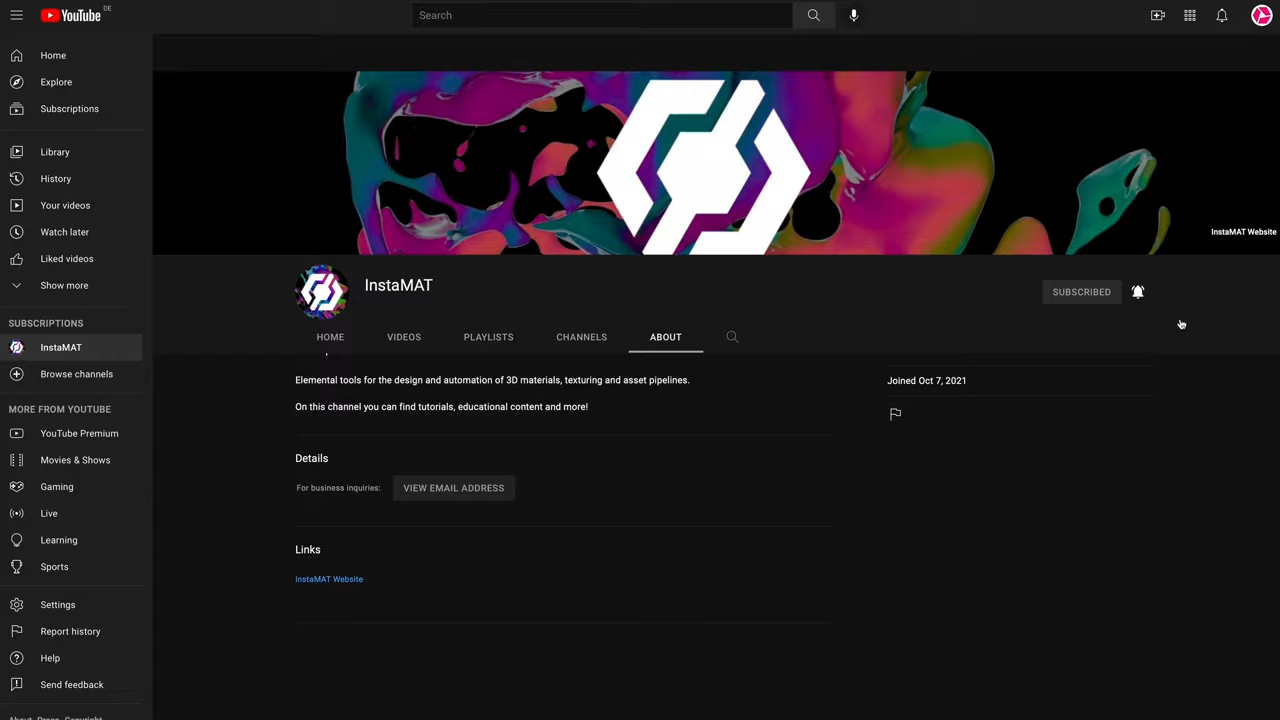 YouTube DE
Search
Home
Explore
Subscriptions
Library
History
Your videos
Watch later
Liked videos
Show more
SUBSCRIPTIONS
InstaMAT
Browse channels
MORE FROM YOUTUBE
YouTube Premium
Movies & Shows
Gaming
Live
Learning
Sports
Settings
Report history
Help
Send feedback
InstaMAT Website
InstaMAT
SUBSCRIBED
HOME VIDEOS PLAYLISTS CHANNELS ABOUT
Elemental tools for the design and automation of 3D materials, texturing and asset pipelines.
On this channel you can find tutorials, educational content and more!
Details
For business inquiries: VIEW EMAIL ADDRESS
Links
InstaMAT Website
Joined Oct 7, 2021